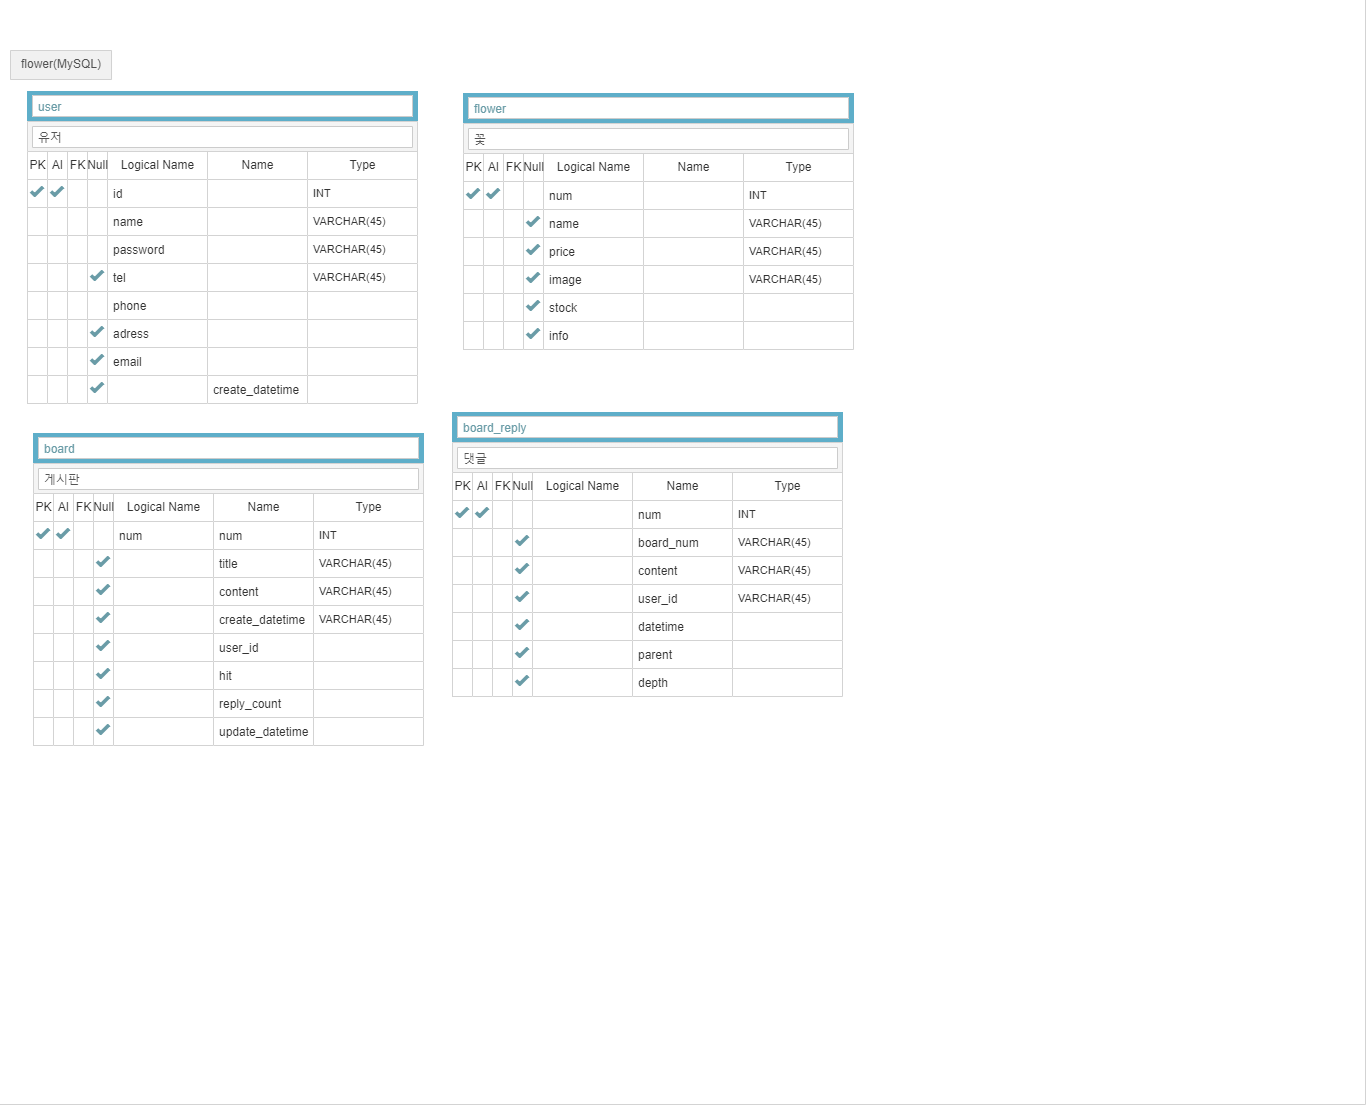 flower(MySQL)
user
유저
PK AI FK Null Logical Name Name Type
id INT
name VARCHAR(45)
password VARCHAR(45)
tel VARCHAR(45)
phone
adress
email
create_datetime
flower
꽃
PK AI FK Null Logical Name Name Type
num INT
name VARCHAR(45)
price VARCHAR(45)
image VARCHAR(45)
stock
info
board
게시판
PK AI FK Null Logical Name Name Type
num num INT
title VARCHAR(45)
content VARCHAR(45)
create_datetime VARCHAR(45)
user_id
hit
reply_count
update_datetime
board_reply
댓글
PK AI FK Null Logical Name Name Type
num INT
board_num VARCHAR(45)
content VARCHAR(45)
user_id VARCHAR(45)
datetime
parent
depth